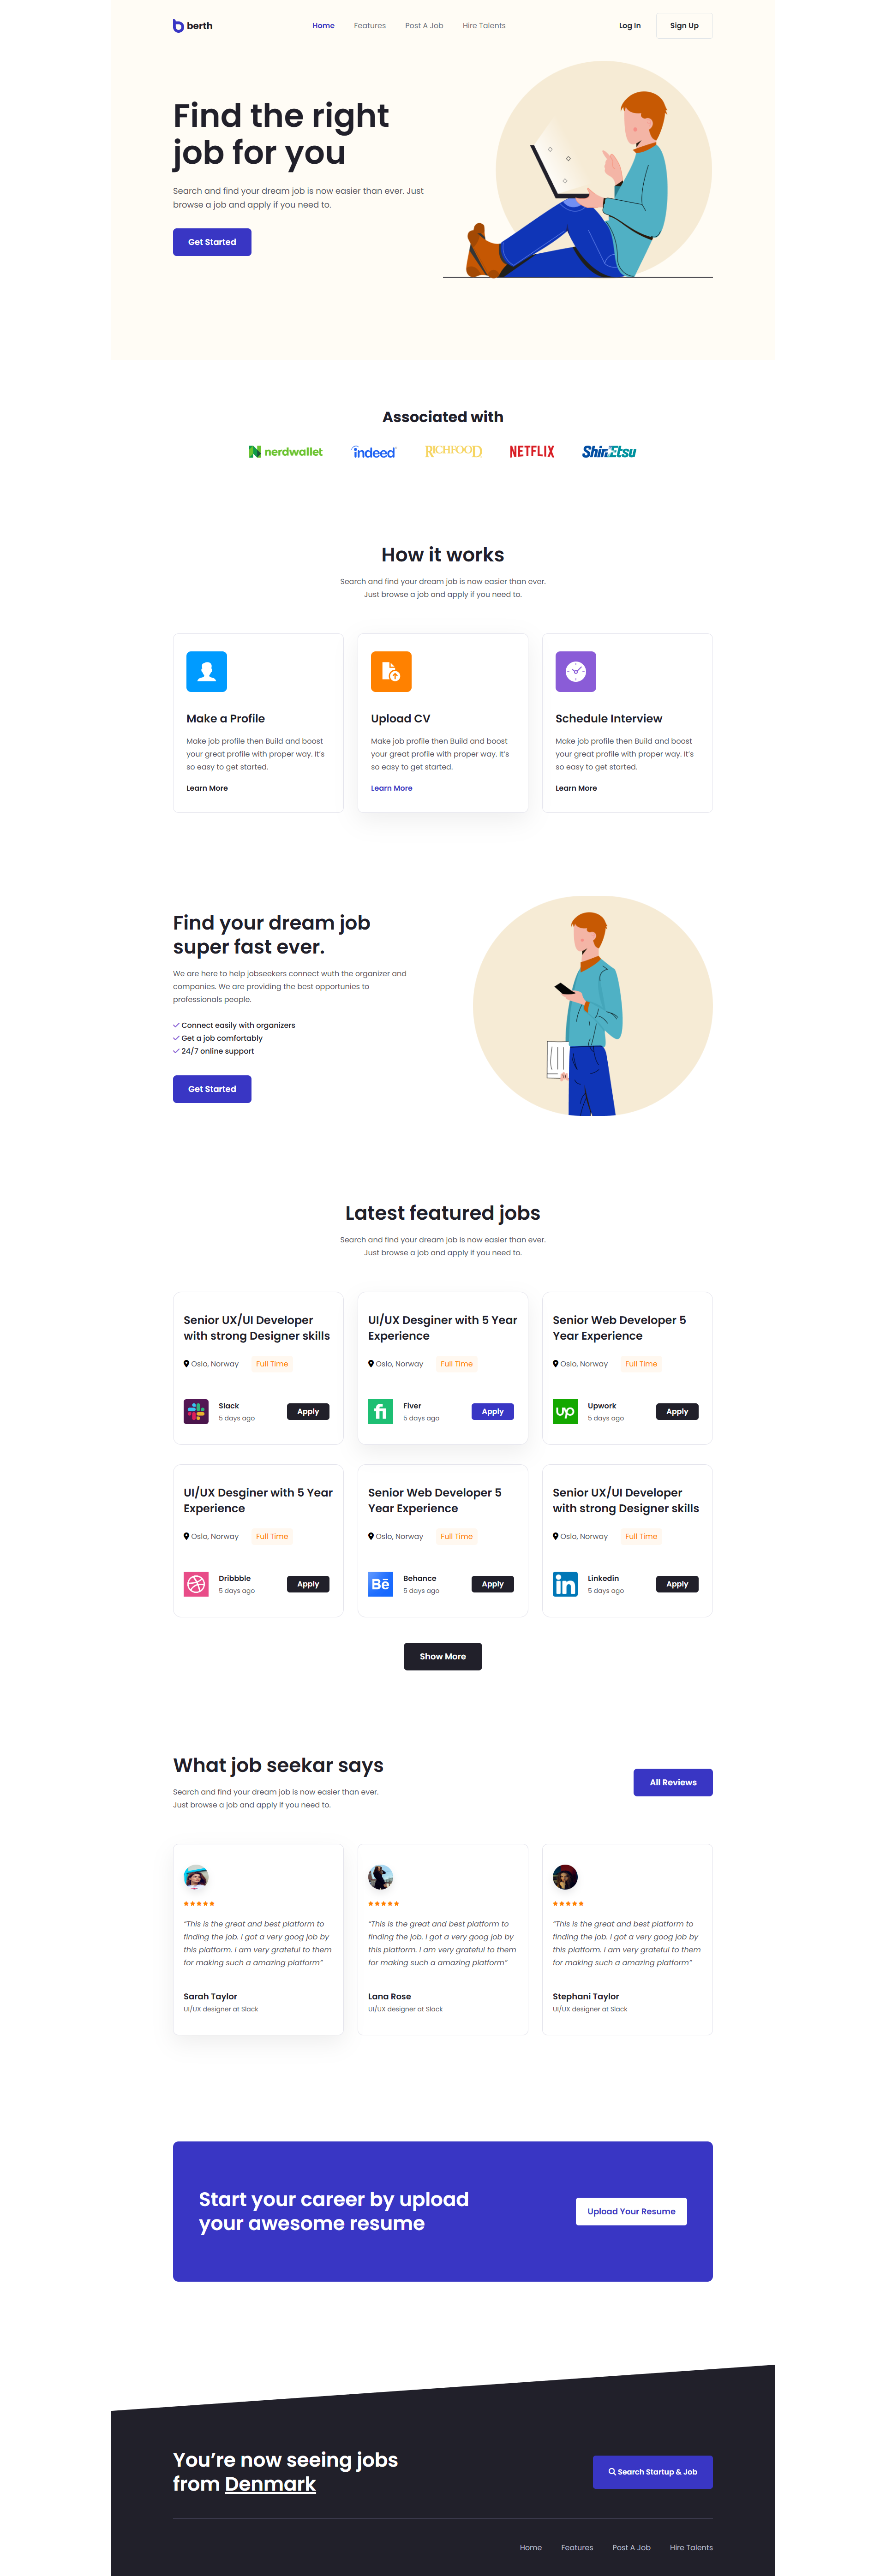 berth
Home Features Post A Job Hire Talents
Log In Sign Up
Find the right
job for you
Search and find your dream job is now easier than ever. Just
browse a job and apply if you need to.
Get Started
Associated with
nerdwallet indeed RICHFOOD NETFLIX ShinEtsu
How it works
Search and find your dream job is now easier than ever.
Just browse a job and apply if you need to.
Make a Profile
Make job profile then Build and boost
your great profile with proper way. It's
so easy to get started.
Learn More
Upload CV
Make job profile then Build and boost
your great profile with proper way. It's
so easy to get started.
Learn More
Schedule Interview
Make job profile then Build and boost
your great profile with proper way. It's
so easy to get started.
Learn More
Find your dream job
super fast ever.
We are here to help jobseekers connect wuth the organizer and
companies. We are providing the best opportunies to
professionals people.
Connect easily with organizers
Get a job comfortably
24/7 online support
Get Started
Latest featured jobs
Search and find your dream job is now easier than ever.
Just browse a job and apply if you need to.
Senior UX/UI Developer
with strong Designer skills
Oslo, Norway Full Time
Slack
5 days ago
Apply
UI/UX Desginer with 5 Year
Experience
Oslo, Norway Full Time
fi
Fiver
5 days ago
Apply
Senior Web Developer 5
Year Experience
Oslo, Norway Full Time
up
Upwork
5 days ago
Apply
UI/UX Desginer with 5 Year
Experience
Oslo, Norway Full Time
Dribbble
5 days ago
Apply
Senior Web Developer 5
Year Experience
Oslo, Norway Full Time
Bē
Behance
5 days ago
Apply
Senior UX/UI Developer
with strong Designer skills
Oslo, Norway Full Time
in
Linkedin
5 days ago
Apply
Show More
What job seekar says
Search and find your dream job is now easier than ever.
Just browse a job and apply if you need to.
All Reviews
“This is the great and best platform to
finding the job. I got a very goog job by
this platform. I am very grateful to them
for making such a amazing platform”
Sarah Taylor
UI/UX designer at Slack
“This is the great and best platform to
finding the job. I got a very goog job by
this platform. I am very grateful to them
for making such a amazing platform”
Lana Rose
UI/UX designer at Slack
“This is the great and best platform to
finding the job. I got a very goog job by
this platform. I am very grateful to them
for making such a amazing platform”
Stephani Taylor
UI/UX designer at Slack
Start your career by upload
your awesome resume
Upload Your Resume
You’re now seeing jobs
from Denmark
Search Startup & Job
Home Features Post A Job Hire Talents